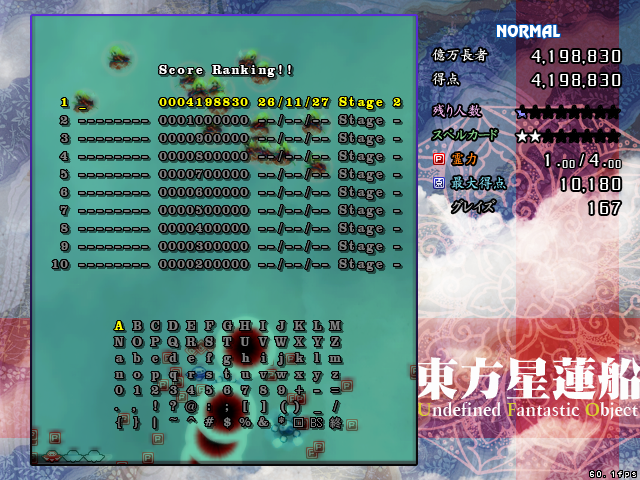 Score Ranking!!
1 _ 0004198830 26/11/27 Stage 2
2 -------- 0001000000 --/--/-- Stage -
3 -------- 0000900000 --/--/-- Stage -
4 -------- 0000800000 --/--/-- Stage -
5 -------- 0000700000 --/--/-- Stage -
6 -------- 0000600000 --/--/-- Stage -
7 -------- 0000500000 --/--/-- Stage -
8 -------- 0000400000 --/--/-- Stage -
9 -------- 0000300000 --/--/-- Stage -
10 -------- 0000200000 --/--/-- Stage -
A B C D E F G H I J K L M
N O P Q R S T U V W X Y Z
a b c d e f g h i j k l m
n o p q r s t u v w x y z
0 1 2 3 4 5 6 7 8 9 + - =
. , ! ? @ : ; [ ] ( ) _ /
{ } | ~ ^ # $ % & * □ BS 終
NORMAL
億万長者 4,198,830
得点 4,198,830
残り人数
スペルカード
P 霊力 1.00/4.00
点 最大得点 10,180
グレイズ 167
東方星蓮船
Undefined Fantastic Object
60.1fps